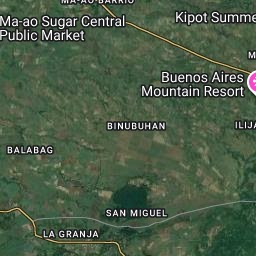 MA-AO BARRIO
Ma-ao Sugar Central
Public Market
Kipot Summe
Buenos Aires
Mountain Resort
BINUBUHAN
ILIJA
BALABAG
SAN MIGUEL
LA GRANJA